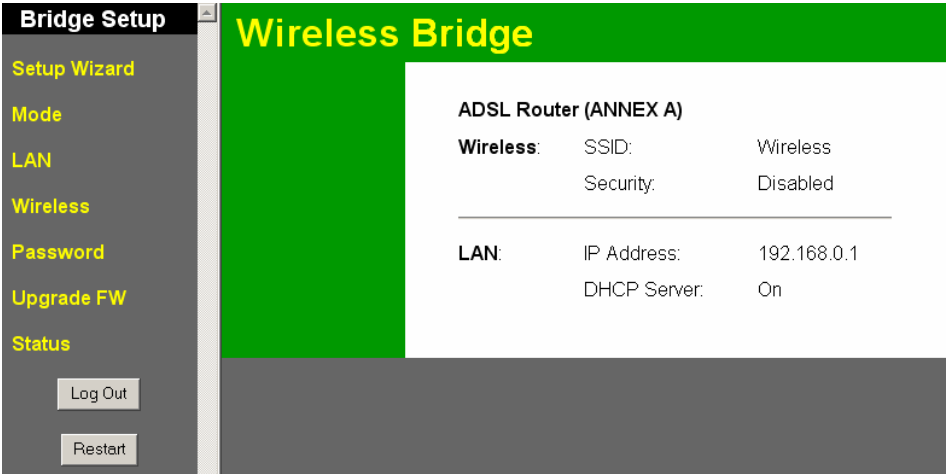 Bridge Setup
Setup Wizard
Mode
LAN
Wireless
Password
Upgrade FW
Status
Log Out
Restart
Wireless Bridge
ADSL Router (ANNEX A)
Wireless: SSID: Wireless
Security: Disabled
LAN: IP Address: 192.168.0.1
DHCP Server: On